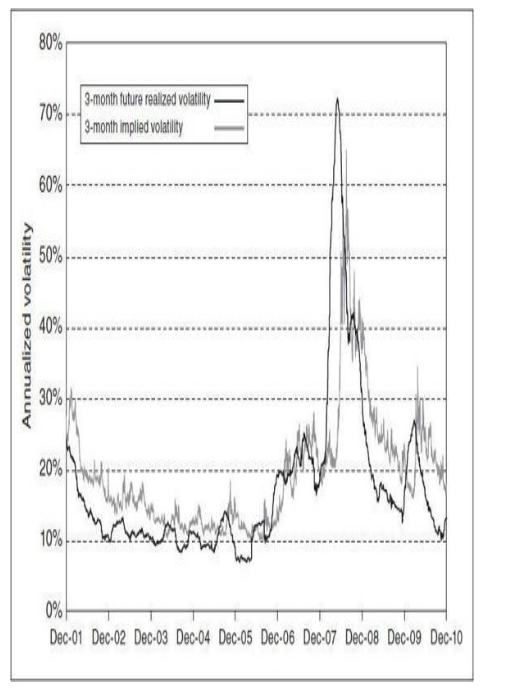 80%
3-month future realized volatility
3-month implied volatility
70%
60%
50%
40%
30%
20%
10%
0%
Annualized volatility
Dec-01 Dec-02 Dec-03 Dec-04 Dec-05 Dec-06 Dec-07 Dec-08 Dec-09 Dec-10